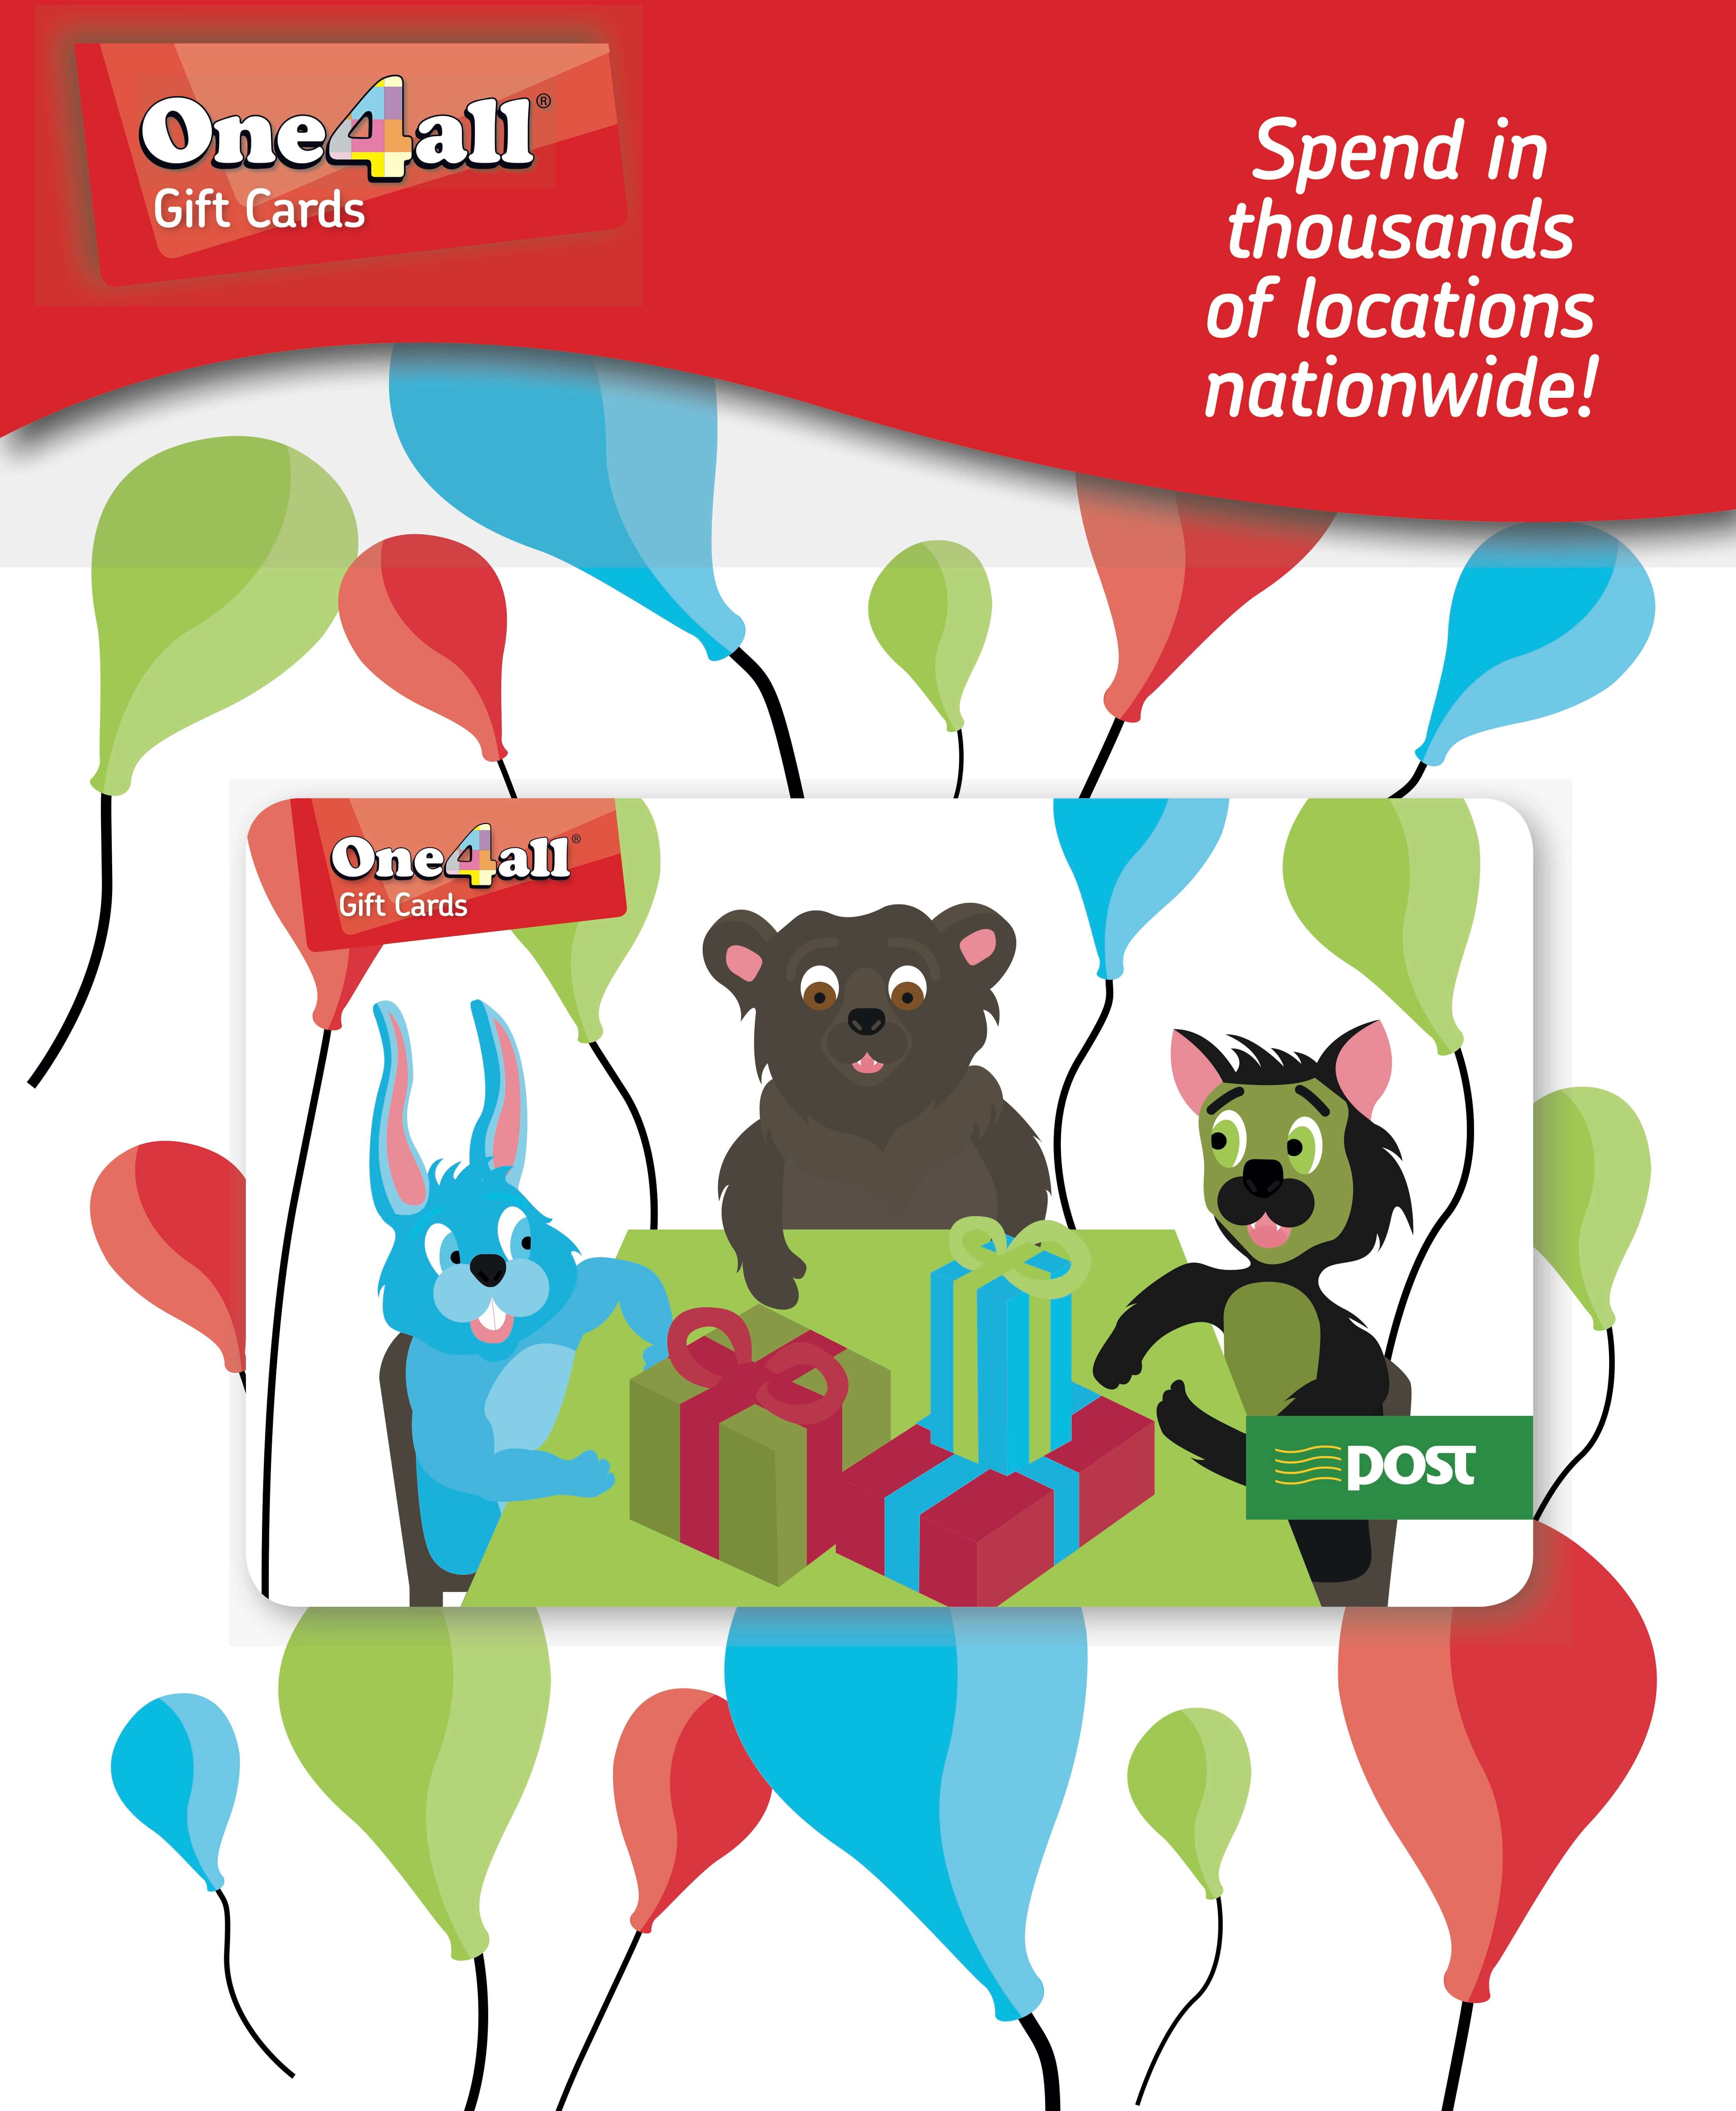 One4all®
Gift Cards
Spend in
thousands
of locations
nationwide!
One4all®
Gift Cards
post